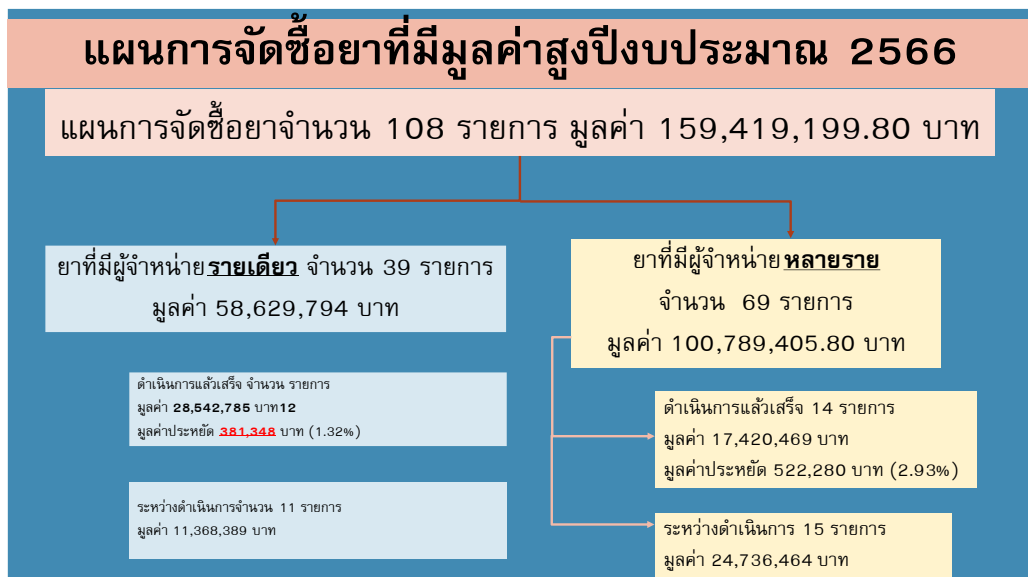 แผนการจัดซื้อยาที่มีมูลค่าสูงปีงบประมาณ 2566
แผนการจัดซื้อยาจำนวน 108 รายการ มูลค่า 159,419,199.80 บาท
ยาที่มีผู้จำหน่ายรายเดียว จำนวน 39 รายการ
มูลค่า 58,629,794 บาท
ดำเนินการแล้วเสร็จ จำนวน รายการ
มูลค่า 28,542,785 บาท12
มูลค่าประหยัด 381,348 บาท (1.32%)
ระหว่างดำเนินการจำนวน 11 รายการ
มูลค่า 11,368,389 บาท
ยาที่มีผู้จำหน่ายหลายราย
จำนวน 69 รายการ
มูลค่า 100,789,405.80 บาท
ดำเนินการแล้วเสร็จ 14 รายการ
มูลค่า 17,420,469 บาท
มูลค่าประหยัด 522,280 บาท (2.93%)
ระหว่างดำเนินการ 15 รายการ
มูลค่า 24,736,464 บาท